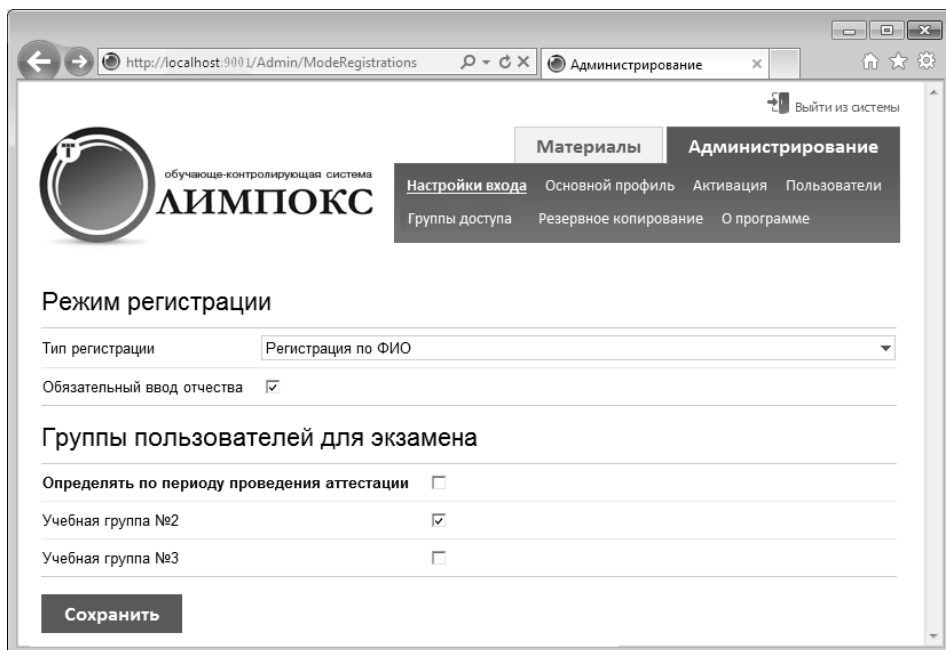 http://localhost:9001/Admin/ModeRegistrations
Администрирование
Выйти из системы
Материалы Администрирование
обучающе-контролирующая система
ЛИМПОКС
Т
Настройки входа Основной профиль Активация Пользователи
Группы доступа Резервное копирование О программе
Режим регистрации
Тип регистрации Регистрация по ФИО
Обязательный ввод отчества
Группы пользователей для экзамена
Определять по периоду проведения аттестации
Учебная группа №2
Учебная группа №3
Сохранить